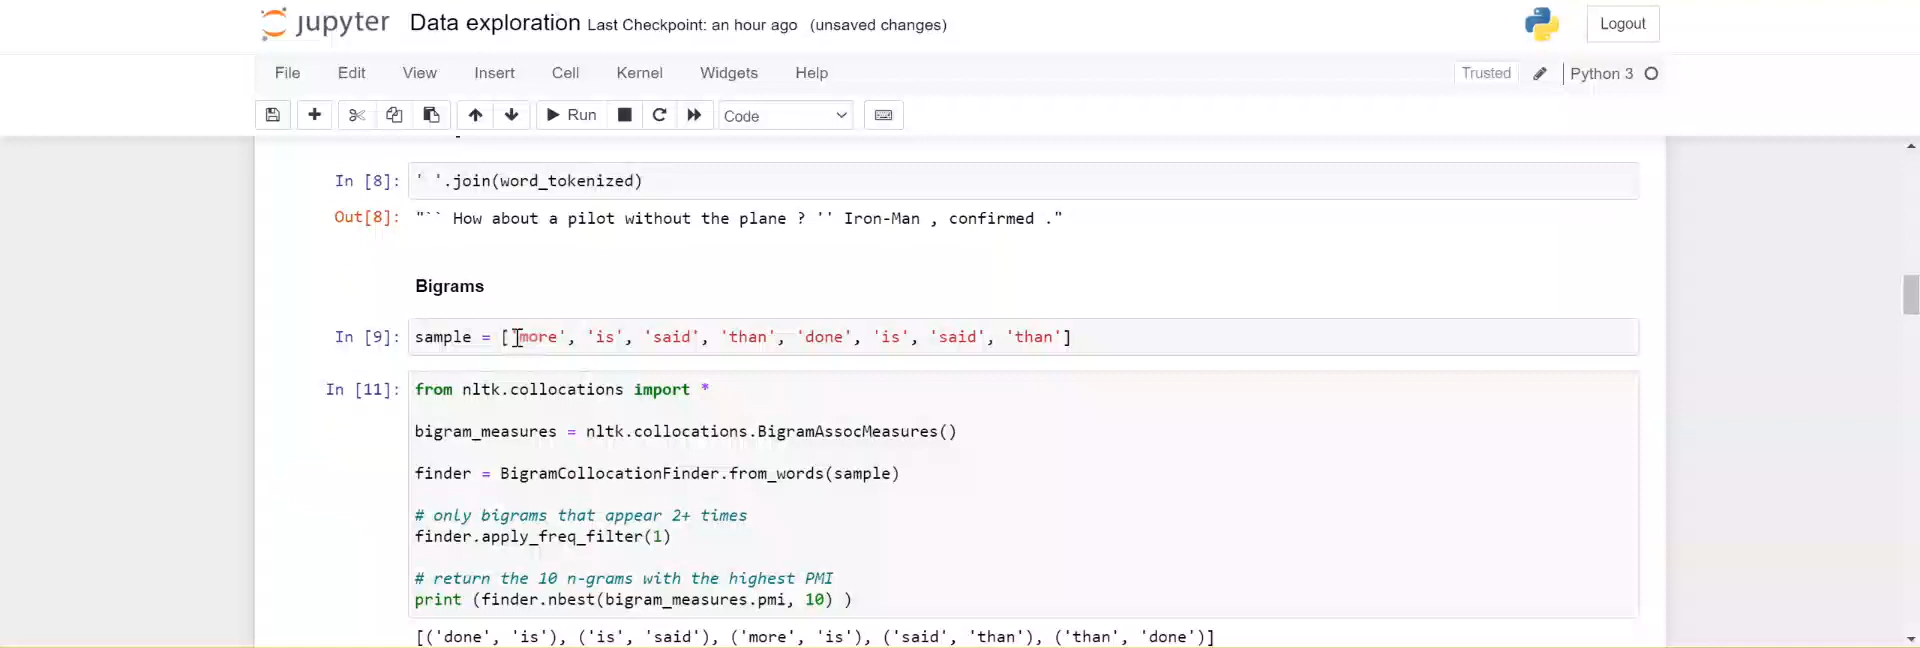 jupyter Data exploration Last Checkpoint: an hour ago (unsaved changes) Logout
File Edit View Insert Cell Kernel Widgets Help Trusted Python 3
Run Code
In [8]: ' '.join(word_tokenized)
Out[8]: "`` How about a pilot without the plane ? '' Iron-Man , confirmed ."
Bigrams
In [9]: sample = ['more', 'is', 'said', 'than', 'done', 'is', 'said', 'than']
In [11]: from nltk.collocations import *
bigram_measures = nltk.collocations.BigramAssocMeasures()
finder = BigramCollocationFinder.from_words(sample)
# only bigrams that appear 2+ times
finder.apply_freq_filter(1)
# return the 10 n-grams with the highest PMI
print (finder.nbest(bigram_measures.pmi, 10) )
[('done', 'is'), ('is', 'said'), ('more', 'is'), ('said', 'than'), ('than', 'done')]